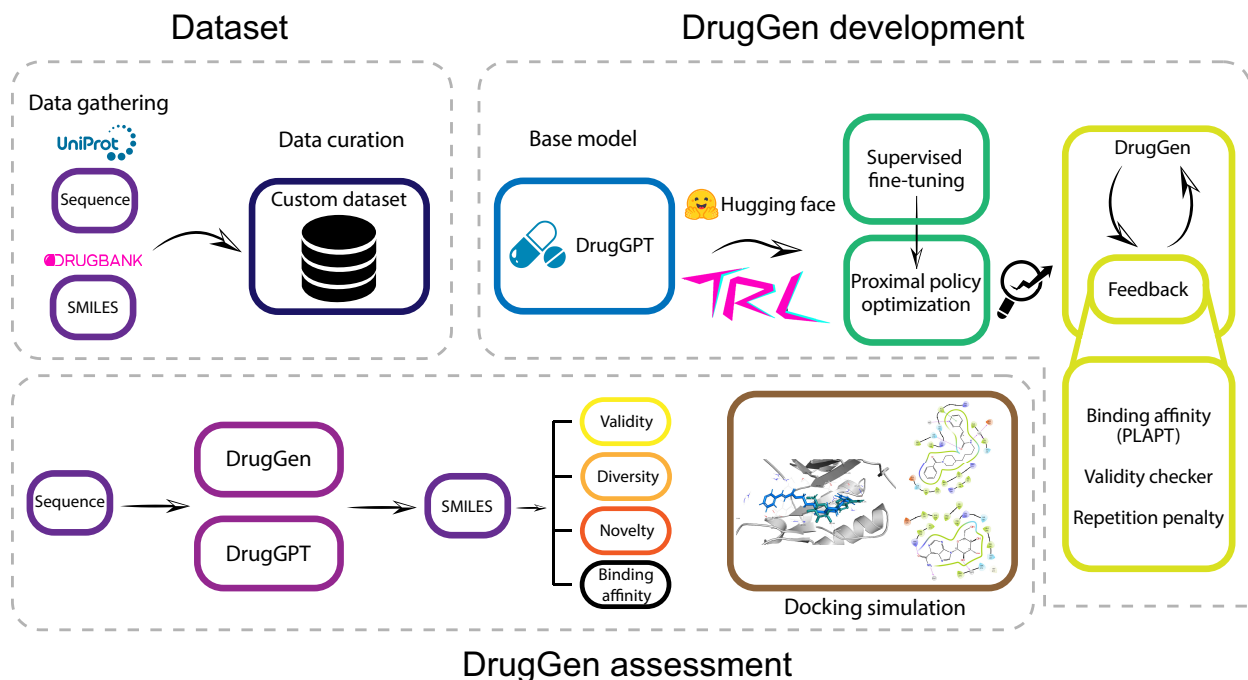 Dataset
DrugGen development
Data gathering
UniProt
Sequence
DRUGBANK
SMILES
Data curation
Custom dataset
Base model
DrugGPT
Hugging face
TRL
Supervised
fine-tuning
Proximal policy
optimization
DrugGen
Feedback
Binding affinity
(PLAPT)
Validity checker
Repetition penalty
Sequence
DrugGen
DrugGPT
SMILES
Validity
Diversity
Novelty
Binding
affinity
Docking simulation
DrugGen assessment